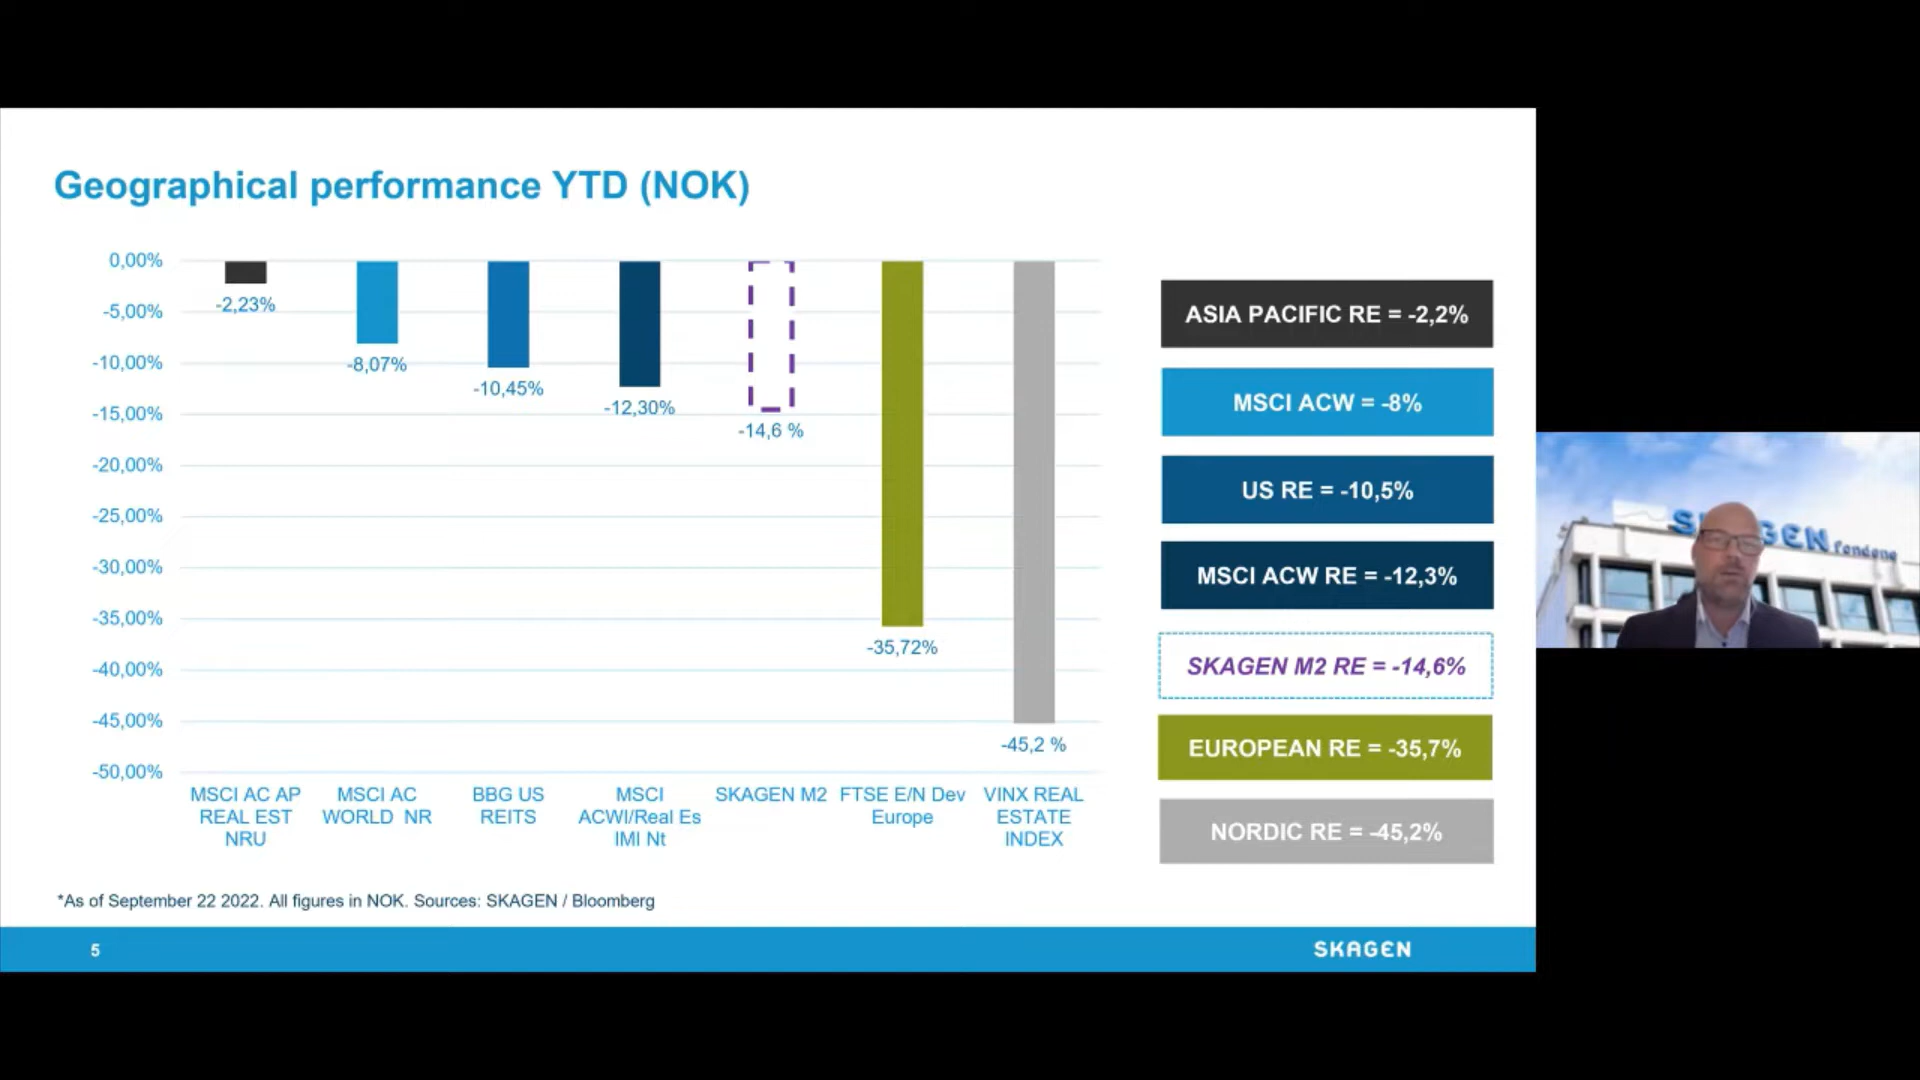 Geographical performance YTD (NOK)
0,00%
-5,00%
-10,00%
-15,00%
-20,00%
-25,00%
-30,00%
-35,00%
-40,00%
-45,00%
-50,00%
-2,23%
-8,07%
-10,45%
-12,30%
-14,6 %
-35,72%
-45,2 %
MSCI AC AP
REAL EST
NRU
MSCI AC
WORLD NR
BBG US
REITS
MSCI
ACWI/Real Es
IMI Nt
SKAGEN M2
FTSE E/N Dev
Europe
VINX REAL
ESTATE
INDEX
ASIA PACIFIC RE = -2,2%
MSCI ACW = -8%
US RE = -10,5%
MSCI ACW RE = -12,3%
SKAGEN M2 RE = -14,6%
EUROPEAN RE = -35,7%
NORDIC RE = -45,2%
*As of September 22 2022. All figures in NOK. Sources: SKAGEN / Bloomberg
5
SKAGEN
fondene